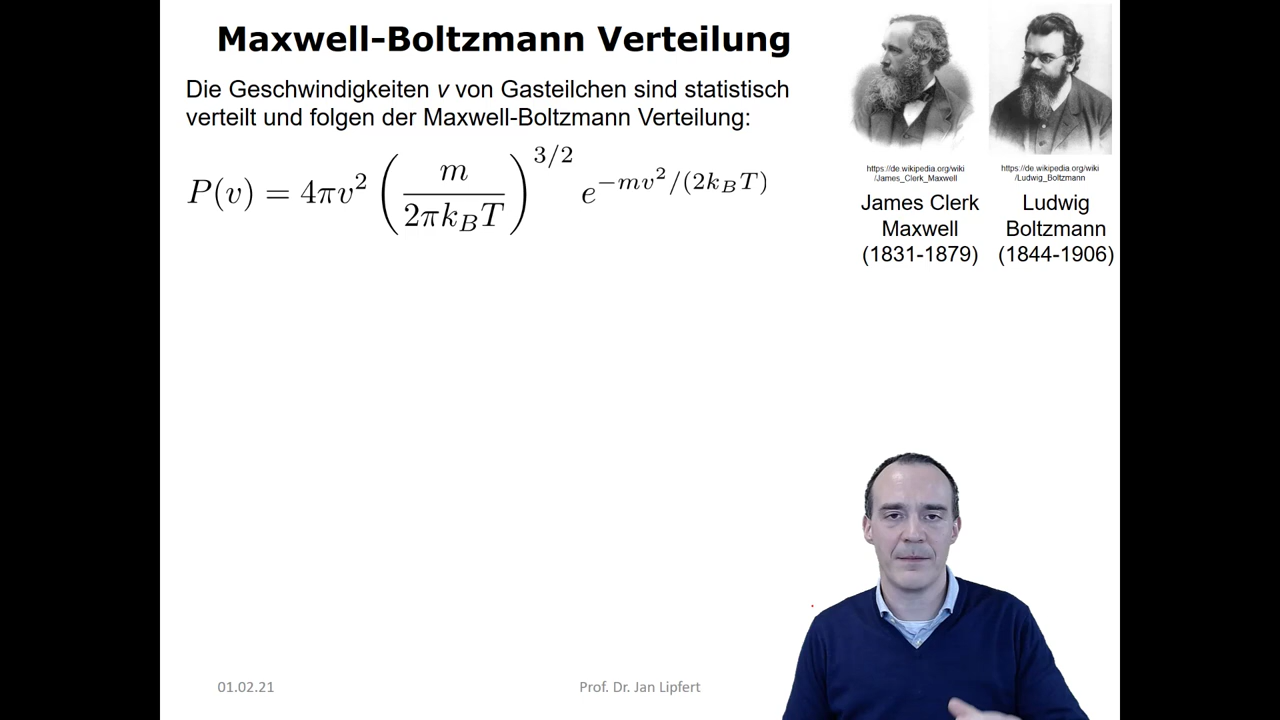 Maxwell-Boltzmann Verteilung
Die Geschwindigkeiten v von Gasteilchen sind statistisch
verteilt und folgen der Maxwell-Boltzmann Verteilung:
P(v) = 4πv² (m / 2πk_BT)^{3/2} e^{−mv²/(2k_BT)}
https://de.wikipedia.org/wiki
/James_Clerk_Maxwell
James Clerk
Maxwell
(1831-1879)
https://de.wikipedia.org/wiki
/Ludwig_Boltzmann
Ludwig
Boltzmann
(1844-1906)
01.02.21
Prof. Dr. Jan Lipfert